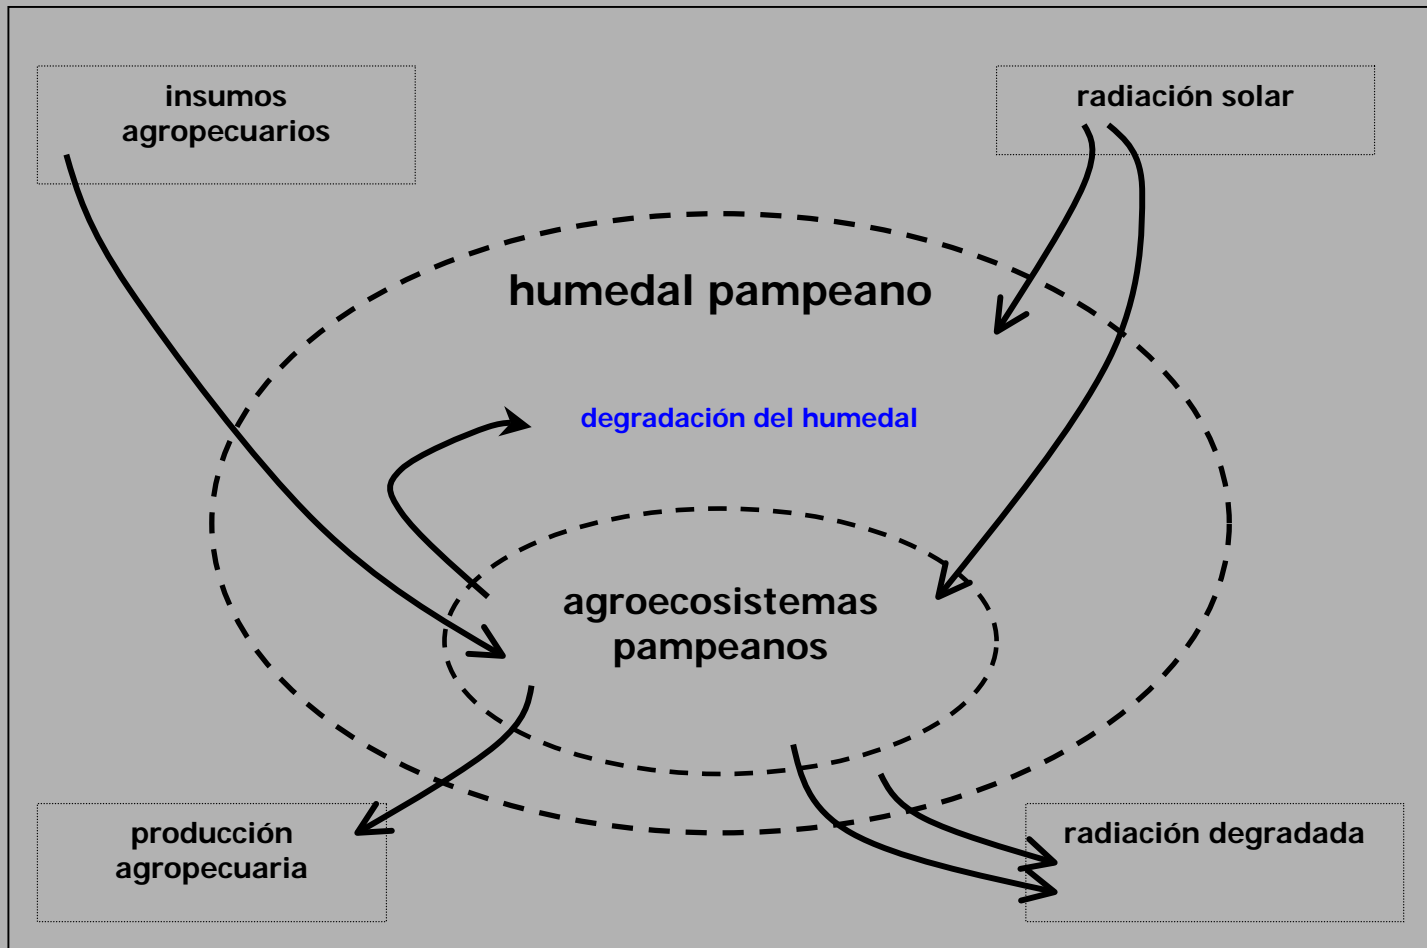 insumos
agropecuarios
radiación solar
humedal pampeano
degradación del humedal
agroecosistemas
pampeanos
producción
agropecuaria
radiación degradada